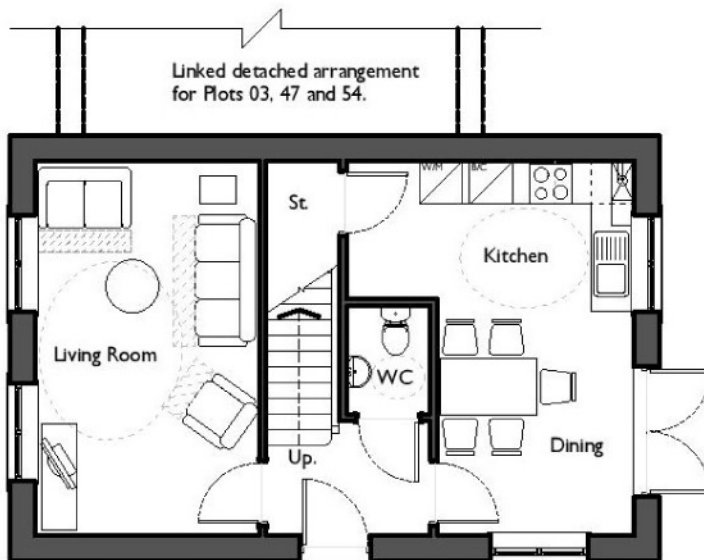 Linked detached arrangement
for Plots 03, 47 and 54.
W/M
St.
Kitchen
Living Room
WC
Up.
Dining